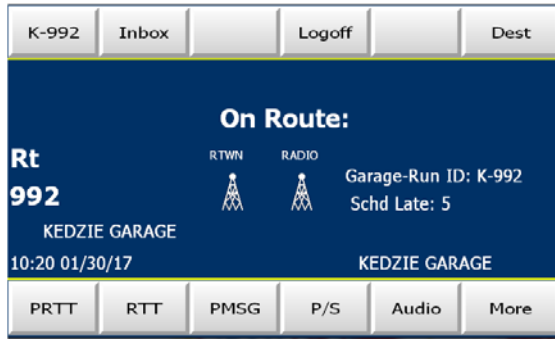 K-992 Inbox Logoff Dest
On Route:
Rt
992
RTWN RADIO
Garage-Run ID: K-992
Schd Late: 5
KEDZIE GARAGE
10:20 01/30/17 KEDZIE GARAGE
PRTT RTT PMSG P/S Audio More